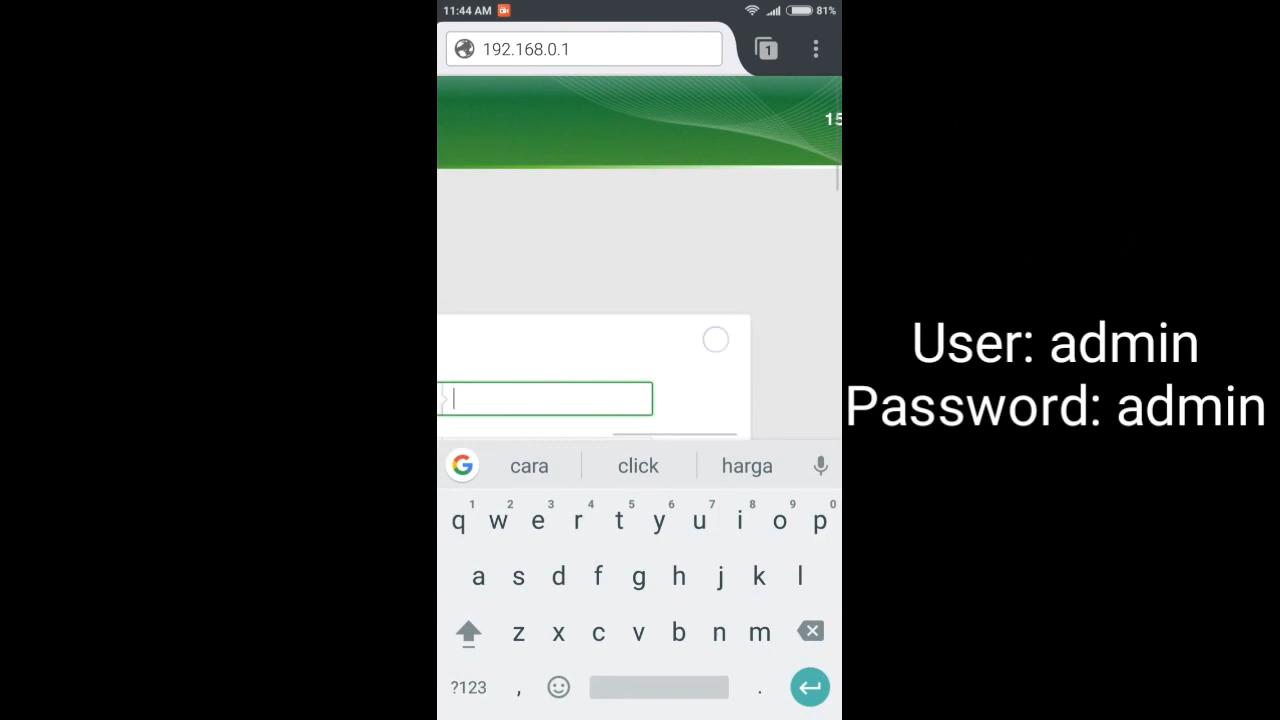 11:44 AM
81%
192.168.0.1
1
15
User: admin
Password: admin
cara click harga
1 2 3 4 5 6 7 8 9 0
q w e r t y u i o p
a s d f g h j k l
z x c v b n m
?123 , .